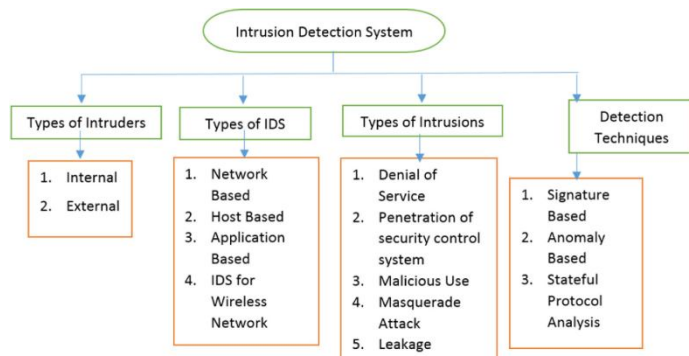 Intrusion Detection System
Types of Intruders
Types of IDS
Types of Intrusions
Detection
Techniques
1. Internal
2. External
1. Network
Based
2. Host Based
3. Application
Based
4. IDS for
Wireless
Network
1. Denial of
Service
2. Penetration of
security control
system
3. Malicious Use
4. Masquerade
Attack
5. Leakage
1. Signature
Based
2. Anomaly
Based
3. Stateful
Protocol
Analysis